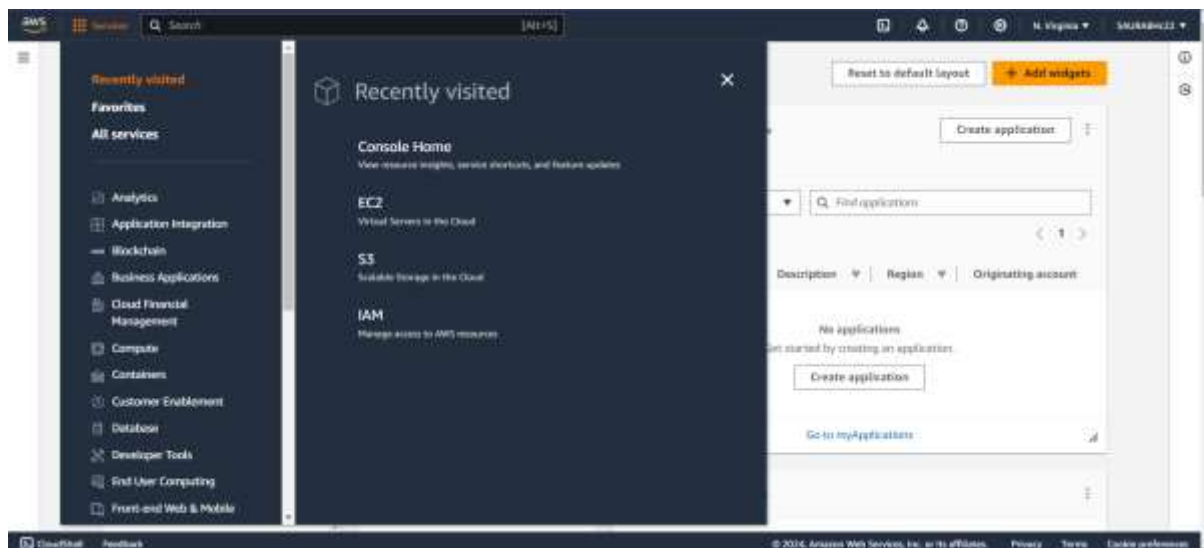 aws
Services
Search
[Alt+S]
N. Virginia
Recently visited
Favorites
All services
Analytics
Application Integration
Blockchain
Business Applications
Cloud Financial
Management
Compute
Containers
Customer Enablement
Database
Developer Tools
End User Computing
Front-end Web & Mobile
Recently visited
Console Home
View resource insights, service shortcuts, and feature updates
EC2
Virtual Servers in the Cloud
S3
Scalable Storage in the Cloud
IAM
Manage access to AWS resources
Reset to default layout
+ Add widgets
Create application
Find applications
1
Description
Region
Originating account
No applications
Get started by creating an application.
Create application
Go to myApplications
CloudShell
Feedback
© 2024, Amazon Web Services, Inc. or its affiliates.
Privacy
Terms
Cookie preferences